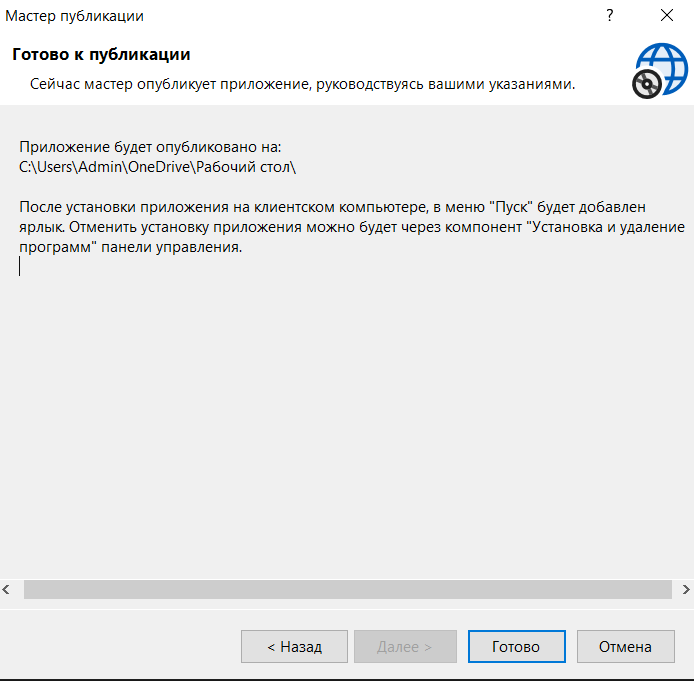 Мастер публикации
?
Готово к публикации
Сейчас мастер опубликует приложение, руководствуясь вашими указаниями.
Приложение будет опубликовано на:
C:\Users\Admin\OneDrive\Рабочий стол\
После установки приложения на клиентском компьютере, в меню "Пуск" будет добавлен
ярлык. Отменить установку приложения можно будет через компонент "Установка и удаление
программ" панели управления.
< Назад
Далее >
Готово
Отмена